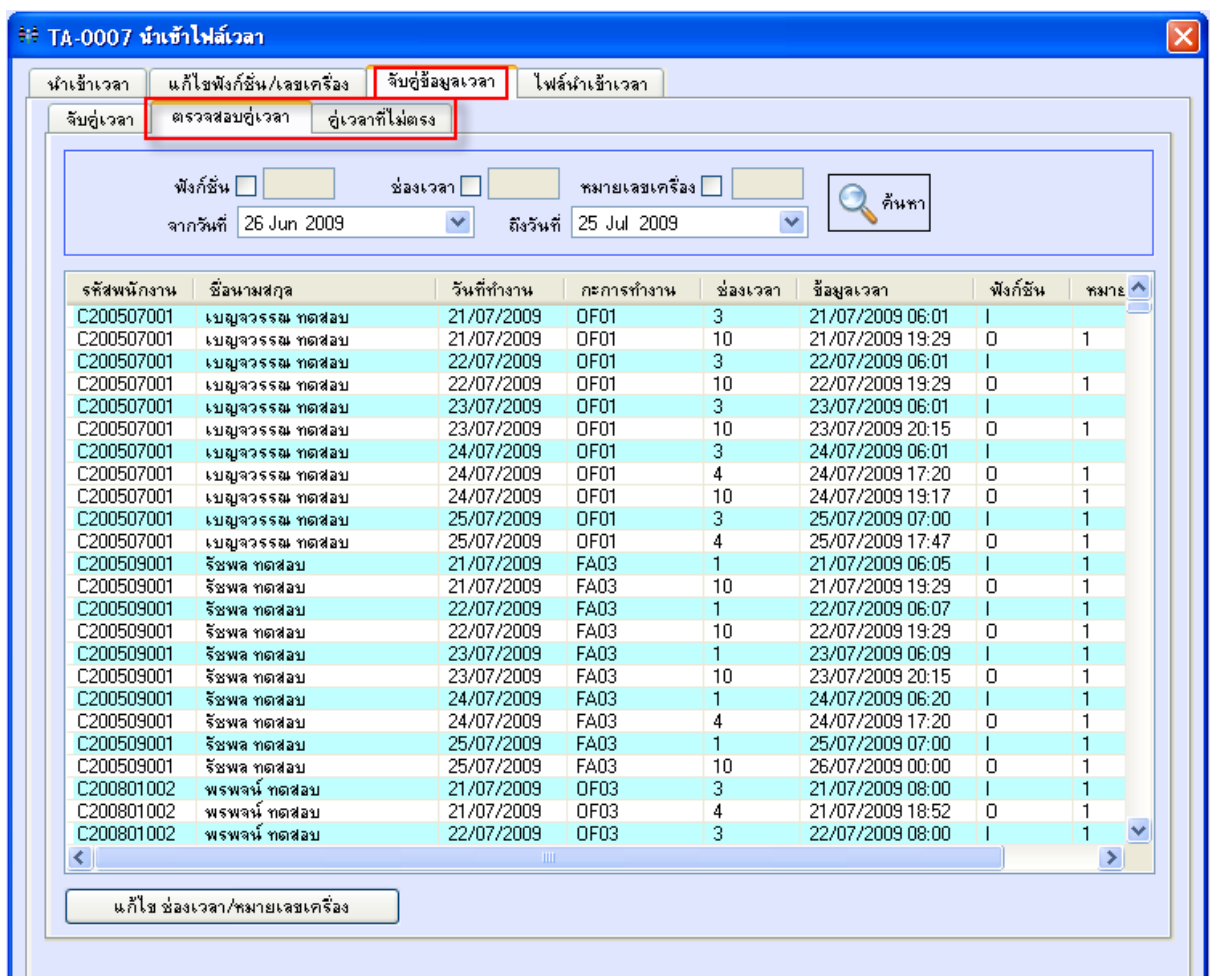 TA-0007 นำเข้าไฟล์เวลา
นำเข้าเวลา แก้ไขฟังก์ชั่น/เลขเครื่อง จับคู่ข้อมูลเวลา ไฟล์นำเข้าเวลา
จับคู่เวลา ตรวจสอบคู่เวลา คู่เวลาที่ไม่ตรง
ฟังก์ชั่น ช่องเวลา หมายเลขเครื่อง
ค้นหา
จากวันที่ 26 Jun 2009 ถึงวันที่ 25 Jul 2009
รหัสพนักงาน ชื่อนามสกุล วันที่ทำงาน กะการทำงาน ช่องเวลา ข้อมูลเวลา ฟังก์ชัน หมาย
C200507001 เบญจวรรณ ทดสอบ 21/07/2009 OF01 3 21/07/2009 06:01 I
C200507001 เบญจวรรณ ทดสอบ 21/07/2009 OF01 10 21/07/2009 19:29 O 1
C200507001 เบญจวรรณ ทดสอบ 22/07/2009 OF01 3 22/07/2009 06:01 I
C200507001 เบญจวรรณ ทดสอบ 22/07/2009 OF01 10 22/07/2009 19:29 O 1
C200507001 เบญจวรรณ ทดสอบ 23/07/2009 OF01 3 23/07/2009 06:01 I
C200507001 เบญจวรรณ ทดสอบ 23/07/2009 OF01 10 23/07/2009 20:15 O 1
C200507001 เบญจวรรณ ทดสอบ 24/07/2009 OF01 3 24/07/2009 06:01 I
C200507001 เบญจวรรณ ทดสอบ 24/07/2009 OF01 4 24/07/2009 17:20 O 1
C200507001 เบญจวรรณ ทดสอบ 24/07/2009 OF01 10 24/07/2009 19:17 O 1
C200507001 เบญจวรรณ ทดสอบ 25/07/2009 OF01 3 25/07/2009 07:00 I 1
C200507001 เบญจวรรณ ทดสอบ 25/07/2009 OF01 4 25/07/2009 17:47 O 1
C200509001 รัชพล ทดสอบ 21/07/2009 FA03 1 21/07/2009 06:05 I 1
C200509001 รัชพล ทดสอบ 21/07/2009 FA03 10 21/07/2009 19:29 O 1
C200509001 รัชพล ทดสอบ 22/07/2009 FA03 1 22/07/2009 06:07 I 1
C200509001 รัชพล ทดสอบ 22/07/2009 FA03 10 22/07/2009 19:29 O 1
C200509001 รัชพล ทดสอบ 23/07/2009 FA03 1 23/07/2009 06:09 I 1
C200509001 รัชพล ทดสอบ 23/07/2009 FA03 10 23/07/2009 20:15 O 1
C200509001 รัชพล ทดสอบ 24/07/2009 FA03 1 24/07/2009 06:20 I 1
C200509001 รัชพล ทดสอบ 24/07/2009 FA03 4 24/07/2009 17:20 O 1
C200509001 รัชพล ทดสอบ 25/07/2009 FA03 1 25/07/2009 07:00 I 1
C200509001 รัชพล ทดสอบ 25/07/2009 FA03 10 26/07/2009 00:00 O 1
C200801002 พรพจน์ ทดสอบ 21/07/2009 OF03 3 21/07/2009 08:00 I 1
C200801002 พรพจน์ ทดสอบ 21/07/2009 OF03 4 21/07/2009 18:52 O 1
C200801002 พรพจน์ ทดสอบ 22/07/2009 OF03 3 22/07/2009 08:00 I 1
แก้ไข ช่องเวลา/หมายเลขเครื่อง